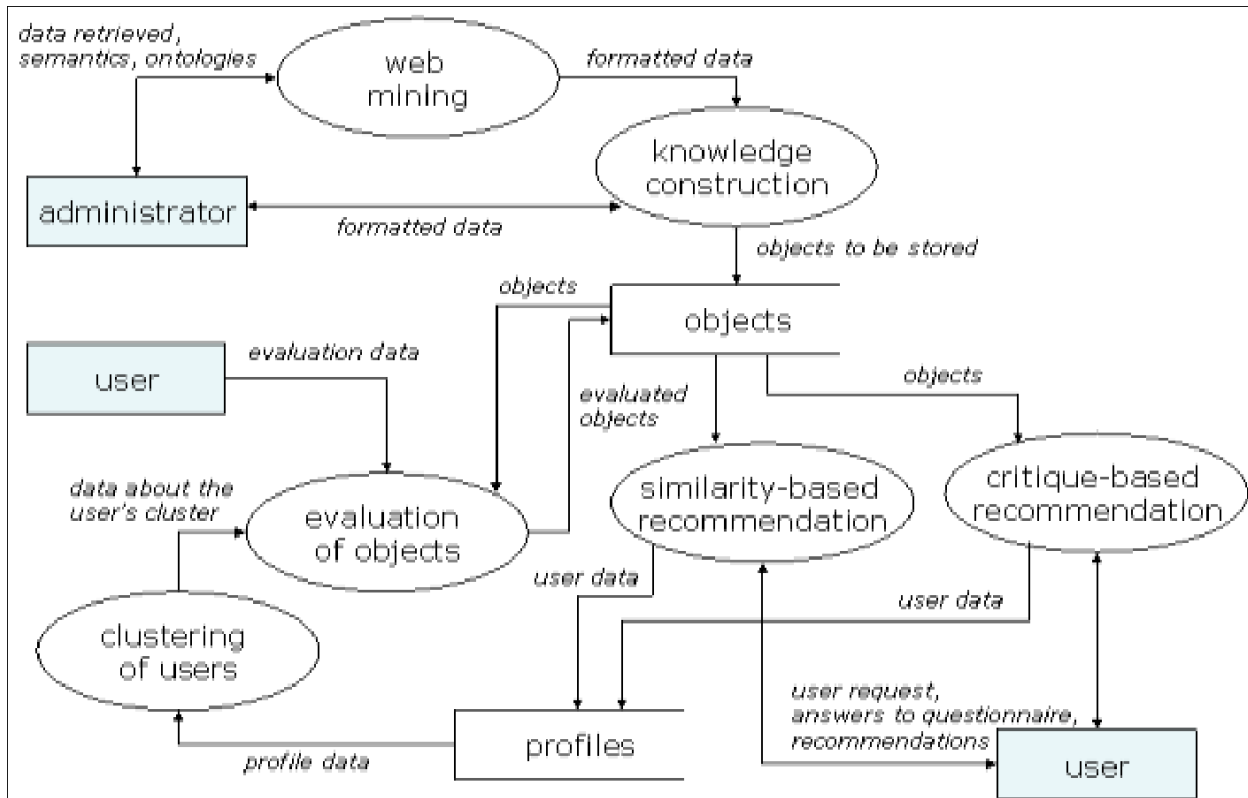 data retrieved,
semantics, ontologies
web
mining
formatted data
knowledge
construction
administrator
formatted data
objects to be stored
objects
objects
user
evaluation data
evaluated
objects
objects
data about the
user's cluster
evaluation
of objects
similarity-based
recommendation
critique-based
recommendation
user data
user data
clustering
of users
user request,
answers to questionnaire,
recommendations
profiles
profile data
user